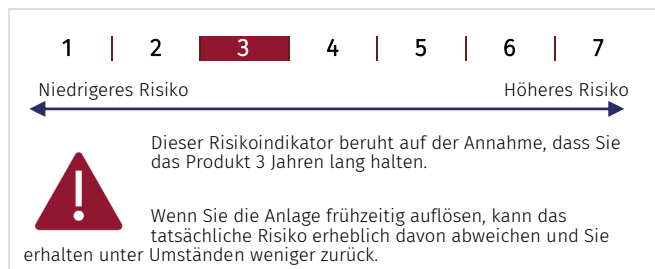 1 | 2 | 3 | 4 | 5 | 6 | 7
Niedrigeres Risiko Höheres Risiko
Dieser Risikoindikator beruht auf der Annahme, dass Sie
das Produkt 3 Jahren lang halten.
Wenn Sie die Anlage frühzeitig auflösen, kann das
tatsächliche Risiko erheblich davon abweichen und Sie
erhalten unter Umständen weniger zurück.